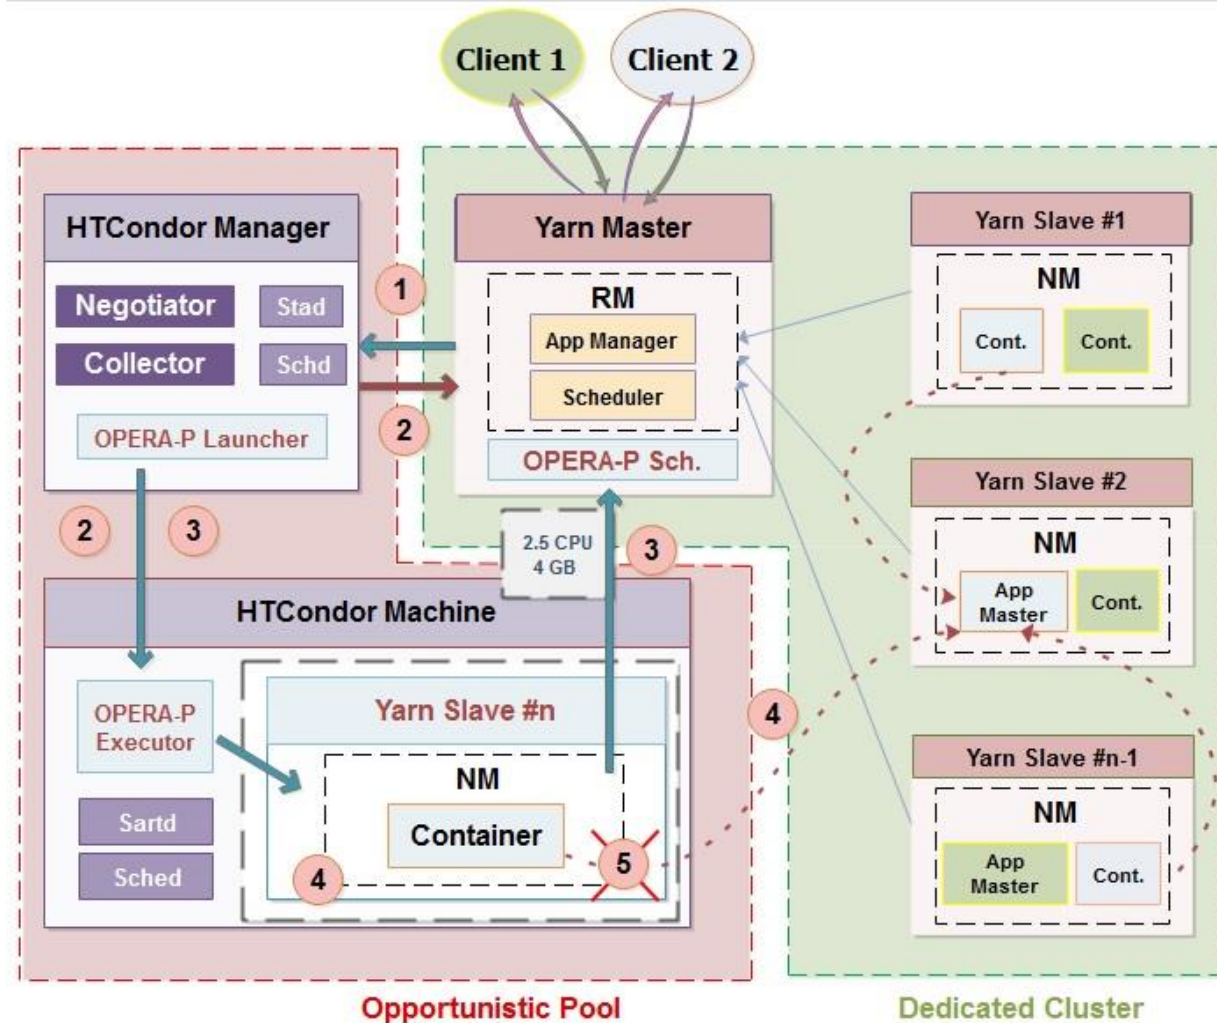 Client 1
Client 2
HTCondor Manager
Negotiator
Stad
Collector
Schd
OPERA-P Launcher
1
2
Yarn Master
RM
App Manager
Scheduler
OPERA-P Sch.
Yarn Slave #1
NM
Cont.
Cont.
Yarn Slave #2
NM
App
Master
Cont.
2
3
2.5 CPU
4 GB
3
HTCondor Machine
OPERA-P
Executor
Sartd
Sched
Yarn Slave #n
NM
Container
4
5
4
Yarn Slave #n-1
NM
App
Master
Cont.
Opportunistic Pool
Dedicated Cluster